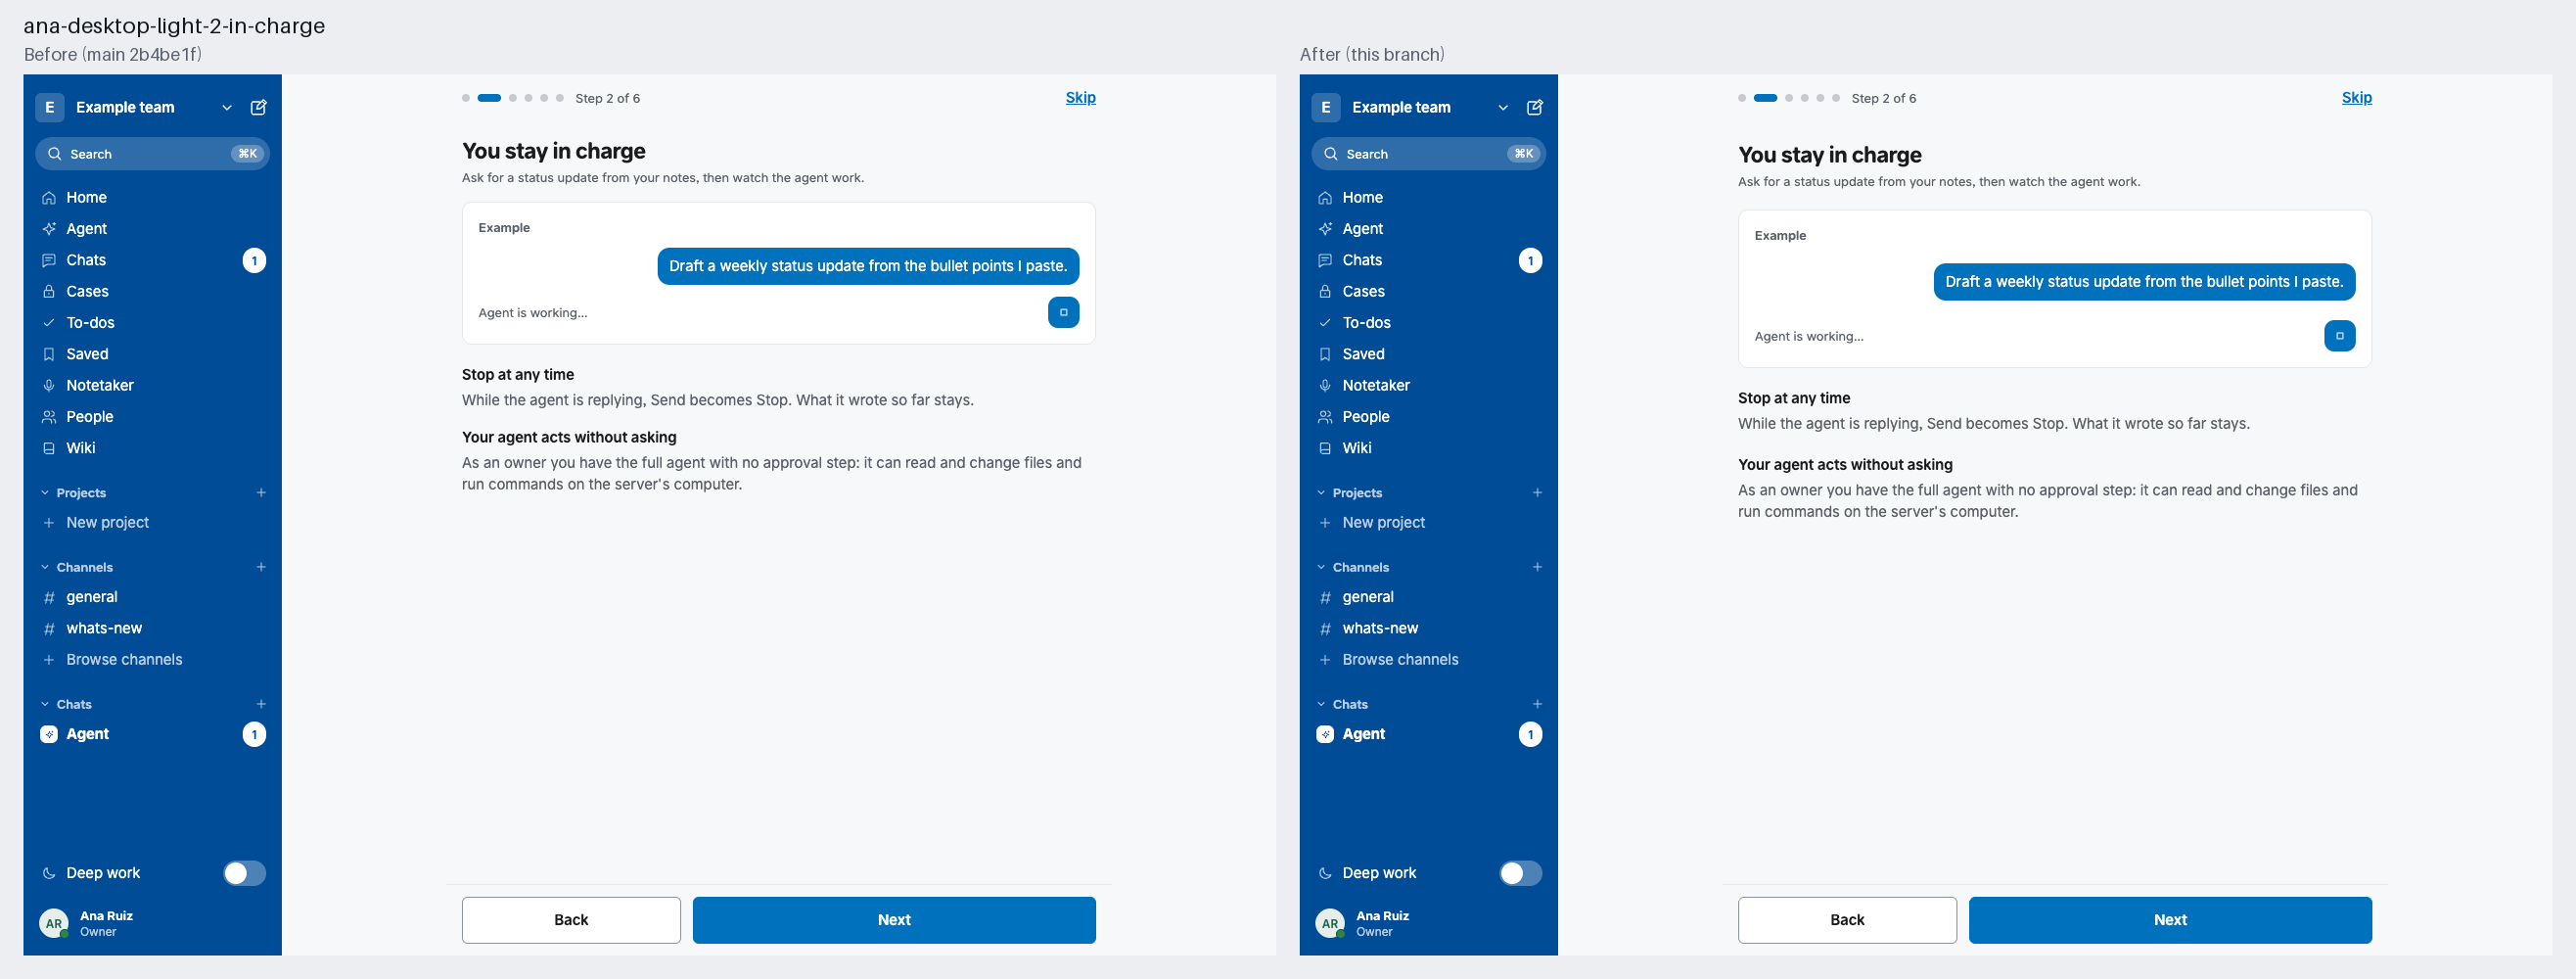 ana-desktop-light-2-in-charge
Before (main 2b4be1f)
E Example team
Search ⌘K
Home
Agent
Chats 1
Cases
To-dos
Saved
Notetaker
People
Wiki
Projects
New project
Channels
# general
# whats-new
Browse channels
Chats
Agent 1
Deep work
AR Ana Ruiz
Owner
Step 2 of 6
Skip
You stay in charge
Ask for a status update from your notes, then watch the agent work.
Example
Draft a weekly status update from the bullet points I paste.
Agent is working...
Stop at any time
While the agent is replying, Send becomes Stop. What it wrote so far stays.
Your agent acts without asking
As an owner you have the full agent with no approval step: it can read and change files and
run commands on the server's computer.
Back
Next
After (this branch)
E Example team
Search ⌘K
Home
Agent
Chats 1
Cases
To-dos
Saved
Notetaker
People
Wiki
Projects
New project
Channels
# general
# whats-new
Browse channels
Chats
Agent 1
Deep work
AR Ana Ruiz
Owner
Step 2 of 6
Skip
You stay in charge
Ask for a status update from your notes, then watch the agent work.
Example
Draft a weekly status update from the bullet points I paste.
Agent is working...
Stop at any time
While the agent is replying, Send becomes Stop. What it wrote so far stays.
Your agent acts without asking
As an owner you have the full agent with no approval step: it can read and change files and
run commands on the server's computer.
Back
Next